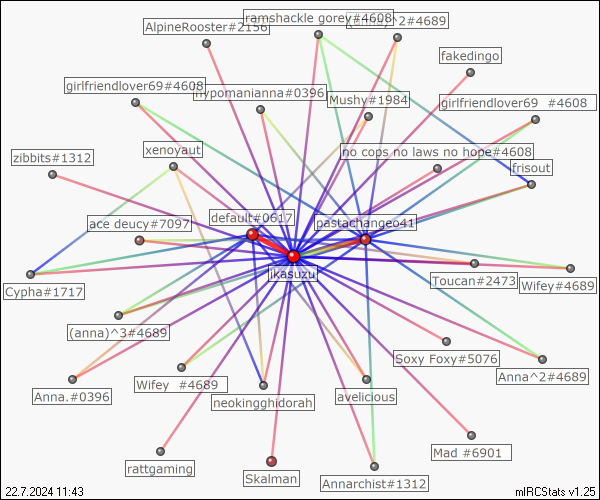 ramshackle gorey#4608
^2#4689
AlpineRooster#2156
fakedingo
girlfriendlover69#4608
hypomanianna#0396
Mushy#1984
girlfriendlover69 #4608
zibbits#1312
xenoyaut
no cops no laws no hope#4608
frisout
default#0617
pastachangeo41
ace deucy#7097
ikasuzu
Toucan#2473
Wifey#4689
Cypha#1717
(anna)^3#4689
Soxy Foxy#5076
Anna^2#4689
Anna.#0396
Wifey #4689
neokingghidorah
avelicious
Mad #6901
rattgaming
Skalman
Annarchist#1312
22.7.2024 11:43
mIRCStats v1.25